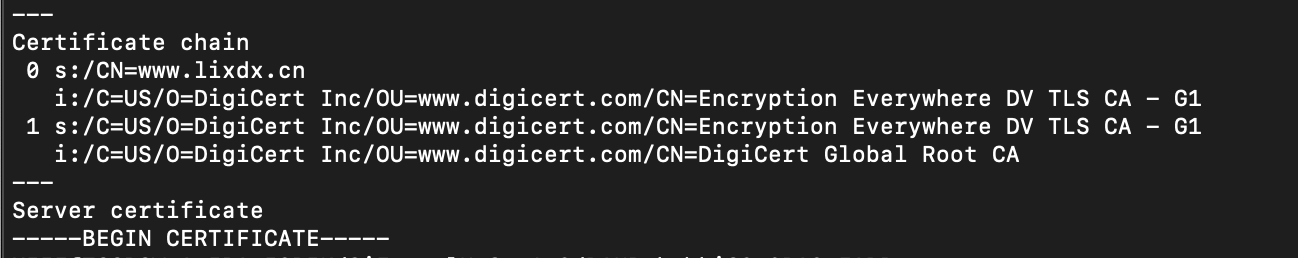 ---
Certificate chain
 0 s:/CN=www.lixdx.cn
   i:/C=US/O=DigiCert Inc/OU=www.digicert.com/CN=Encryption Everywhere DV TLS CA - G1
 1 s:/C=US/O=DigiCert Inc/OU=www.digicert.com/CN=Encryption Everywhere DV TLS CA - G1
   i:/C=US/O=DigiCert Inc/OU=www.digicert.com/CN=DigiCert Global Root CA
---
Server certificate
-----BEGIN CERTIFICATE-----